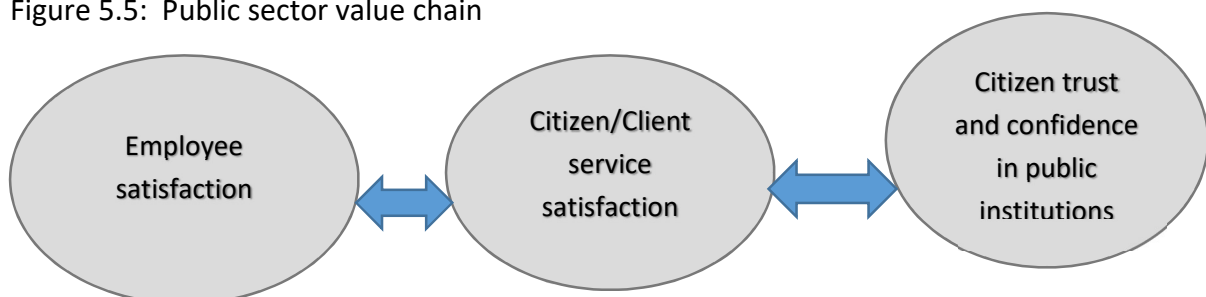 Figure 5.5:  Public sector value chain
Employee
satisfaction
Citizen/Client
service
satisfaction
Citizen trust
and confidence
in public
institutions